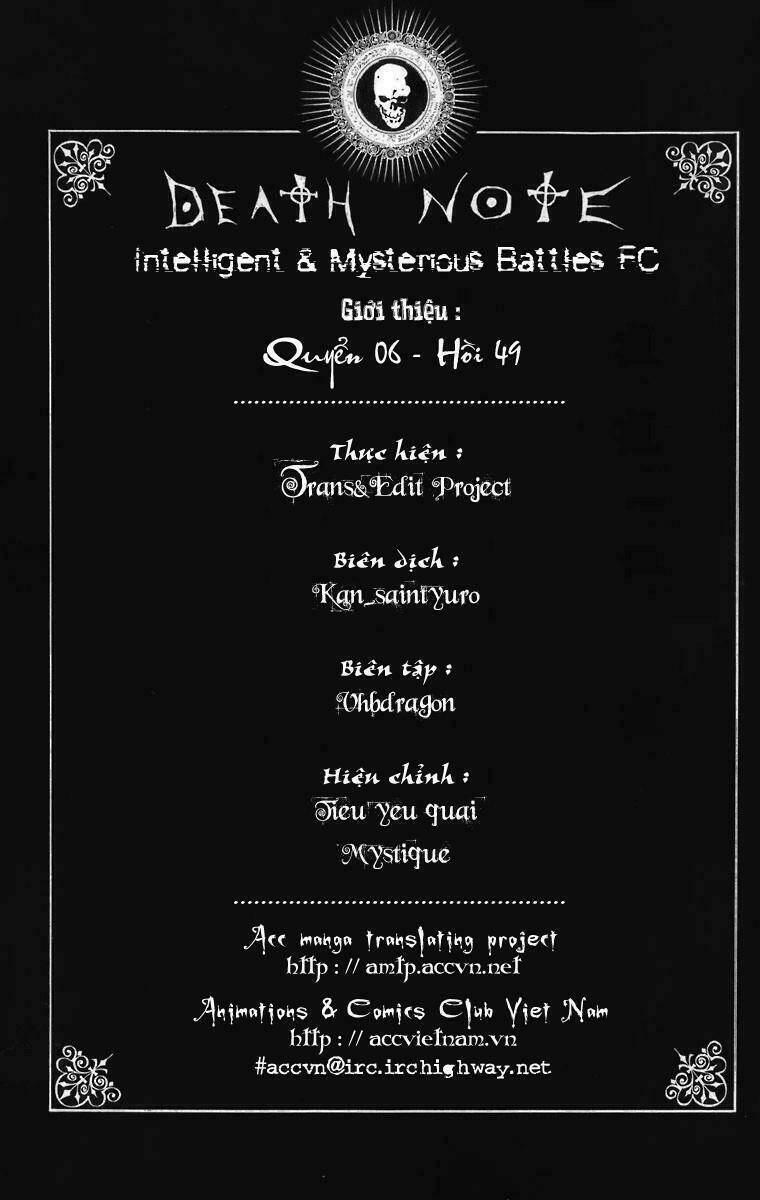 DEATH NOTE
Intelligent & Mysterious Battles FC
Giới thiệu :
Quyển 06 - Hồi 49
Thực hiện :
Trans&Edit Project
Biên dịch :
Kan_saintyuro
Biên tập :
Vhbdragon
Hiệu chỉnh :
Tieu yeu quai
Mystique
Acc manga translating project
http : // amtp.accvn.net
Animations & Comics Club Viet Nam
http : // accvietnam.vn
#accvn@irc.irchighway.net